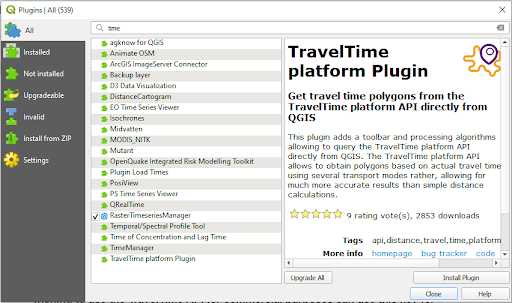 Plugins | All (539)
All
Installed
Not installed
Upgradeable
Invalid
Install from ZIP
Settings
time
agknow for QGIS
Animate OSM
ArcGIS ImageServer Connector
Backup layer
D3 Data Visualization
DistanceCartogram
EO Time Series Viewer
Isochrones
Midvatten
MODIS_NITK
Mutant
OpenQuake Integrated Risk Modelling Toolkit
Plugin Load Times
PosiView
PS Time Series Viewer
QRealTime
RasterTimeseriesManager
Temporal/Spectral Profile Tool
Time of Concentration and Lag Time
TimeManager
TravelTime platform Plugin
TravelTime
platform Plugin
Get travel time polygons from the
TravelTime platform API directly from
QGIS
This plugin adds a toolbar and processing algorithms
allowing to query the TravelTime platform API
directly from QGIS. The TravelTime platform API
allows to obtain polygons based on actual travel time
using several transport modes rather, allowing for
much more accurate results than simple distance
calculations.
9 rating vote(s), 2853 downloads
Tags api,distance,travel,time,platform
More info homepage bug tracker code
Upgrade All
Install Plugin
Close
Help